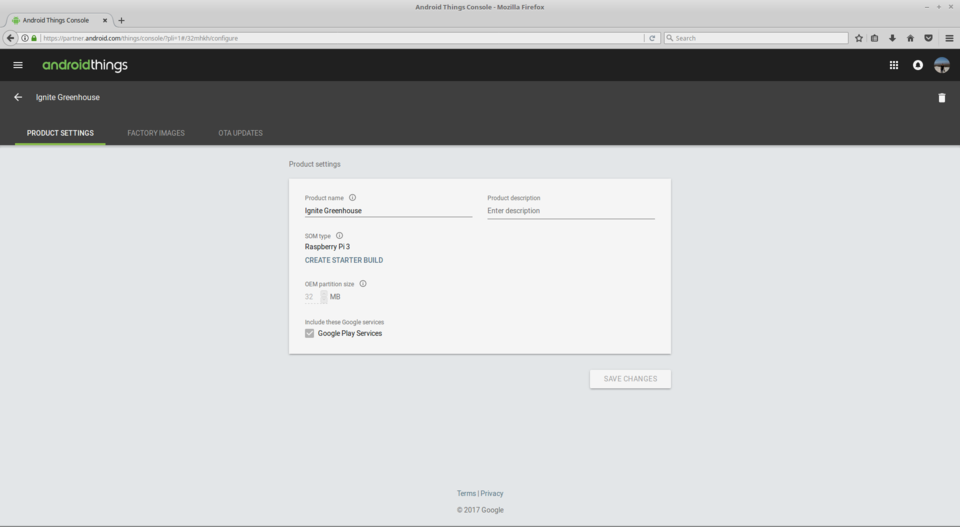 Android Things Console - Mozilla Firefox
Android Things Console
https://partner.android.com/things/console/?pli=1#/32mhkh/configure
Search
androidthings
Ignite Greenhouse
PRODUCT SETTINGS FACTORY IMAGES OTA UPDATES
Product settings
Product name Product description
Ignite Greenhouse Enter description
SOM type
Raspberry Pi 3
CREATE STARTER BUILD
OEM partition size
32 MB
Include these Google services
Google Play Services
SAVE CHANGES
Terms | Privacy
© 2017 Google